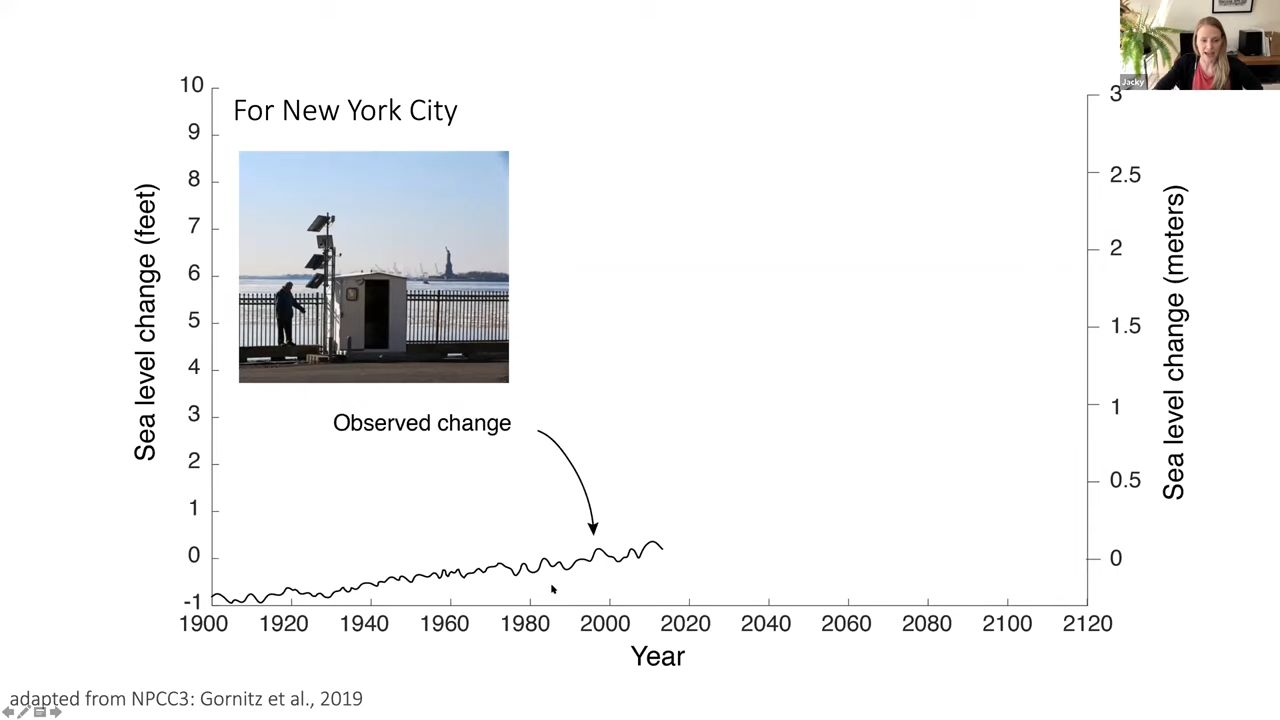 Jacky
For New York City
10
9
8
7
6
5
4
3
2
1
0
-1
Sea level change (feet)
Observed change
3
2.5
2
1.5
1
0.5
0
Sea level change (meters)
1900 1920 1940 1960 1980 2000 2020 2040 2060 2080 2100 2120
Year
adapted from NPCC3: Gornitz et al., 2019